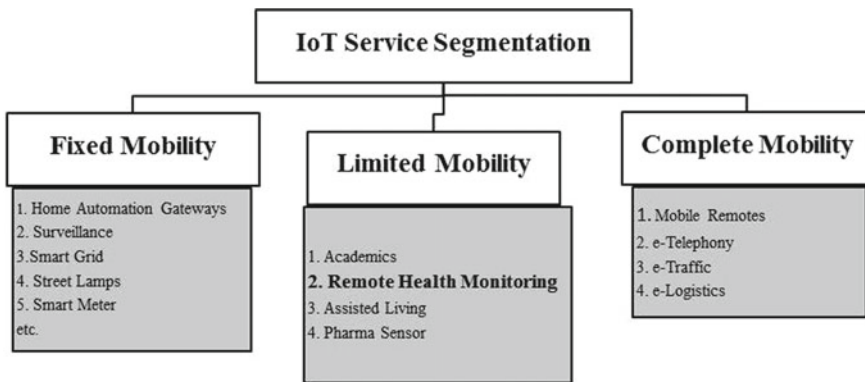 IoT Service Segmentation
Fixed Mobility
1. Home Automation Gateways
2. Surveillance
3.Smart Grid
4. Street Lamps
5. Smart Meter
etc.
Limited Mobility
1. Academics
2. Remote Health Monitoring
3. Assisted Living
4. Pharma Sensor
Complete Mobility
1. Mobile Remotes
2. e-Telephony
3. e-Traffic
4. e-Logistics